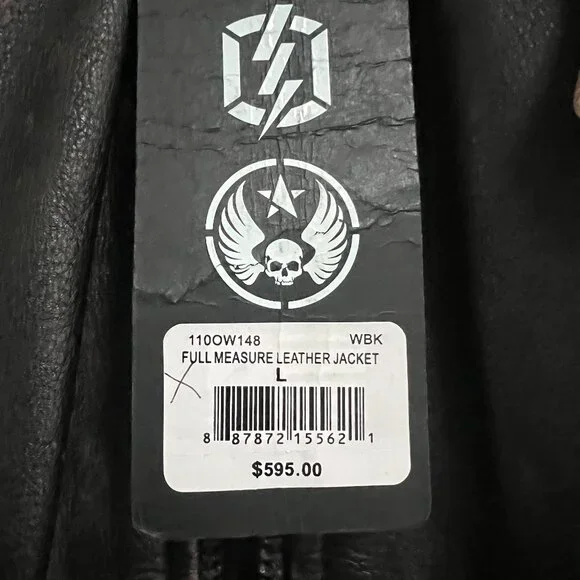 110OW148 WBK
FULL MEASURE LEATHER JACKET
L
8 87872 15562 1
$595.00